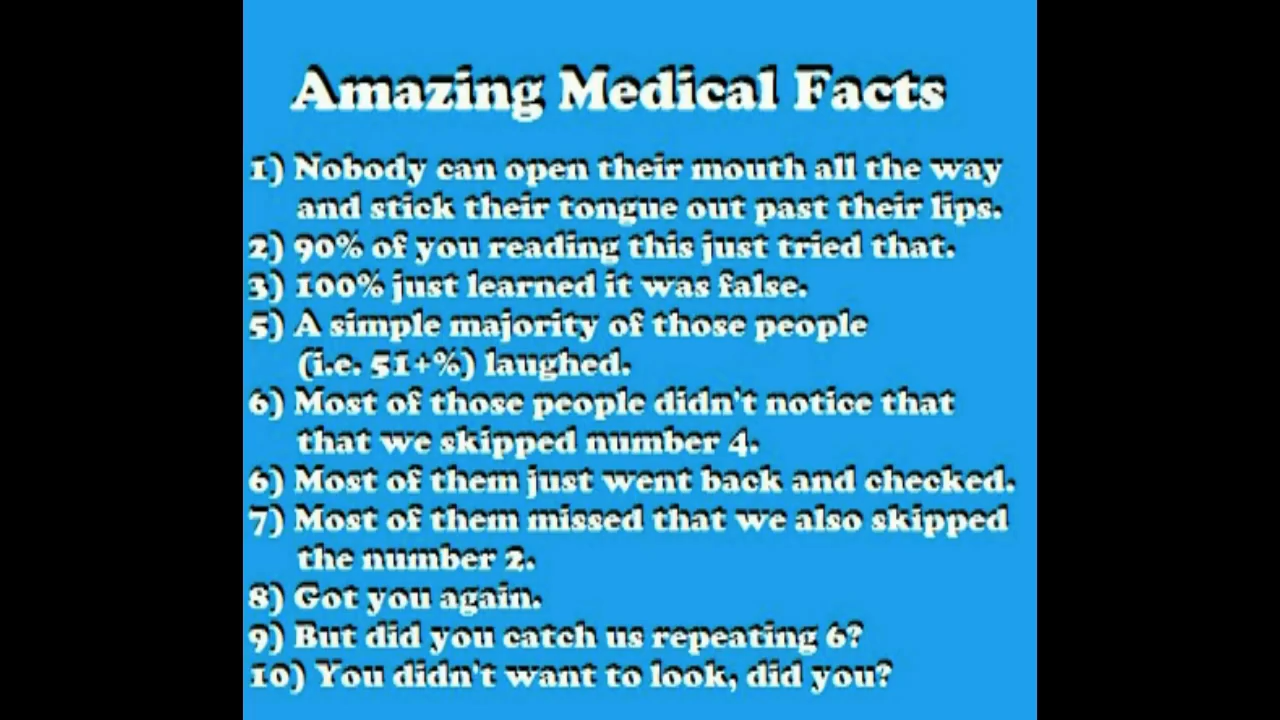 Amazing Medical Facts
1) Nobody can open their mouth all the way
and stick their tongue out past their lips.
2) 90% of you reading this just tried that.
3) 100% just learned it was false.
5) A simple majority of those people
(i.e. 51+%) laughed.
6) Most of those people didn't notice that
that we skipped number 4.
6) Most of them just went back and checked.
7) Most of them missed that we also skipped
the number 2.
8) Got you again.
9) But did you catch us repeating 6?
10) You didn't want to look, did you?